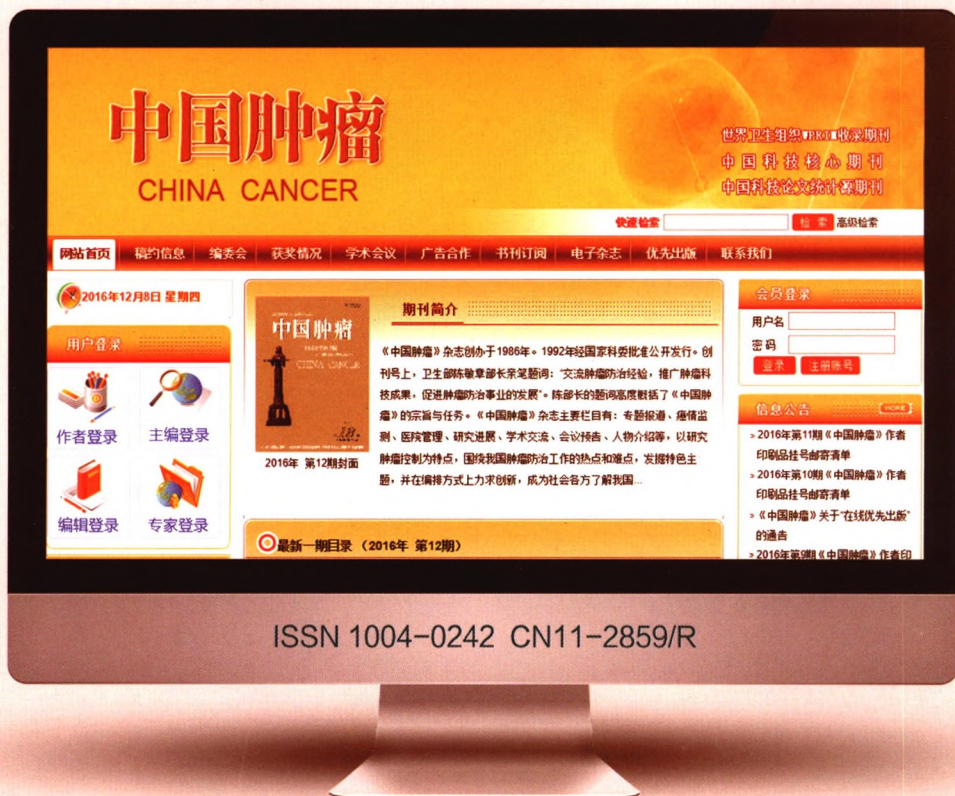 中国肿瘤
CHINA CANCER
世界卫生组织WPRIM收录期刊
中国科技核心期刊
中国科技论文统计源期刊
快速检索 检索 高级检索
网站首页 稿约信息 编委会 获奖情况 学术会议 广告合作 书刊订阅 电子杂志 优先出版 联系我们
2016年12月8日 星期四
用户登录
作者登录 主编登录
编辑登录 专家登录
中国肿瘤
CHINA CANCER
2016年 第12期封面
期刊简介
《中国肿瘤》杂志创办于1986年。1992年经国家科委批准公开发行。创
刊号上，卫生部陈敏章部长亲笔题词：“交流肿瘤防治经验，推广肿瘤科
技成果，促进肿瘤防治事业的发展”。陈部长的题词高度概括了《中国肿
瘤》的宗旨与任务。《中国肿瘤》杂志主要栏目有：专题报道、癌情监
测、医院管理、研究进展、学术交流、会议预告、人物介绍等，以研究
肿瘤控制为特点，围绕我国肿瘤防治工作的热点和难点，发掘特色主
题，并在编排方式上力求创新，成为社会各方了解我国...
最新一期目录 （2016年 第12期）
会员登录
用户名
密码
登录 注册账号
信息公告 MORE
» 2016年第11期《中国肿瘤》作者
印刷品挂号邮寄清单
» 2016年第10期《中国肿瘤》作者
印刷品挂号邮寄清单
» 《中国肿瘤》关于“在线优先出版”
的通告
» 2016年第9期《中国肿瘤》作者印
ISSN 1004-0242 CN11-2859/R